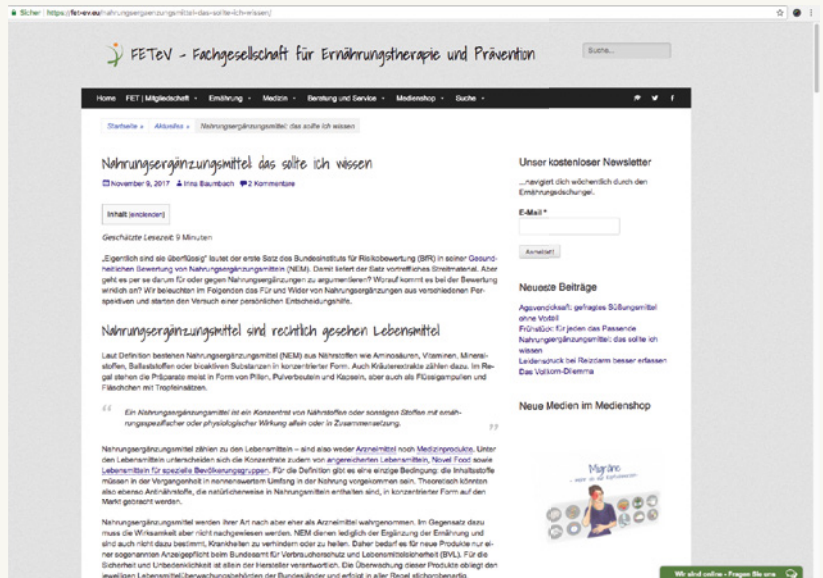 Sicher | https://fet-ev.eu/nahrungsergaenzungsmittel-das-sollte-ich-wissen/
FETeV - Fachgesellschaft für Ernährungstherapie und Prävention
Suche...
Home FET | Mitgliedschaft Ernährung Medizin Beratung und Service Medienshop Suche
Startseite » Aktuelles » Nahrungsergänzungsmittel: das sollte ich wissen
Nahrungsergänzungsmittel: das sollte ich wissen
November 9, 2017 Irina Baumbach 2 Kommentare
Inhalt [einblenden]
Geschätzte Lesezeit: 9 Minuten
„Eigentlich sind sie überflüssig“ lautet der erste Satz des Bundesinstituts für Risikobewertung (BfR) in seiner Gesund-
heitlichen Bewertung von Nahrungsergänzungsmitteln (NEM). Damit liefert der Satz vortreffliches Streitmaterial. Aber
geht es per se darum für oder gegen Nahrungsergänzungen zu argumentieren? Worauf kommt es bei der Bewertung
wirklich an? Wir beleuchten im Folgenden das Für und Wider von Nahrungsergänzungen aus verschiedenen Per-
spektiven und starten den Versuch einer persönlichen Entscheidungshilfe.
Nahrungsergänzungsmittel sind rechtlich gesehen Lebensmittel
Laut Definition bestehen Nahrungsergänzungsmittel (NEM) aus Nährstoffen wie Aminosäuren, Vitaminen, Mineral-
stoffen, Ballaststoffen oder bioaktiven Substanzen in konzentrierter Form. Auch Kräuterextrakte zählen dazu. Im Re-
gal stehen die Präparate meist in Form von Pillen, Pulverbeuteln und Kapseln, aber auch als Flüssigampullen und
Fläschchen mit Tropfeinsätzen.
Ein Nahrungsergänzungsmittel ist ein Konzentrat von Nährstoffen oder sonstigen Stoffen mit ernäh-
rungsspezifischer oder physiologischer Wirkung allein oder in Zusammensetzung.
Nahrungsergänzungsmittel zählen zu den Lebensmitteln – sind also weder Arzneimittel noch Medizinprodukte. Unter
den Lebensmitteln unterscheiden sich die Konzentrate zudem von angereicherten Lebensmitteln, Novel Food sowie
Lebensmitteln für spezielle Bevölkerungsgruppen. Für die Definition gibt es eine einzige Bedingung: die Inhaltsstoffe
müssen in der Vergangenheit in nennenswertem Umfang in der Nahrung vorgekommen sein. Theoretisch könnten
also ebenso Antinährstoffe, die natürlicherweise in Nahrungsmitteln enthalten sind, in konzentrierter Form auf den
Markt gebracht werden.
Nahrungsergänzungsmittel werden ihrer Art nach aber eher als Arzneimittel wahrgenommen. Im Gegensatz dazu
muss die Wirksamkeit aber nicht nachgewiesen werden. NEM dienen lediglich der Ergänzung der Ernährung und
sind auch nicht dazu bestimmt, Krankheiten zu verhindern oder zu heilen. Daher bedarf es für neue Produkte nur ei-
ner sogenannten Anzeigepflicht beim Bundesamt für Verbraucherschutz und Lebensmittelsicherheit (BVL). Für die
Sicherheit und Unbedenklichkeit ist allein der Hersteller verantwortlich. Die Überwachung dieser Produkte obliegt den
jeweiligen Lebensmittelüberwachungsbehörden der Bundesländer und erfolgt in aller Regel stichprobenartig.
Unser kostenloser Newsletter
...navigiert dich wöchentlich durch den
Ernährungsdschungel.
E-Mail *
Anmelden!
Neueste Beiträge
Agavendicksaft: gefragtes Süßungsmittel
ohne Vorteil
Frühstück: für jeden das Passende
Nahrungsergänzungsmittel: das sollte ich
wissen
Leidensdruck bei Reizdarm besser erfassen
Das Vollkorn-Dilemma
Neue Medien im Medienshop
Migräne
Wir sind online - Fragen Sie uns